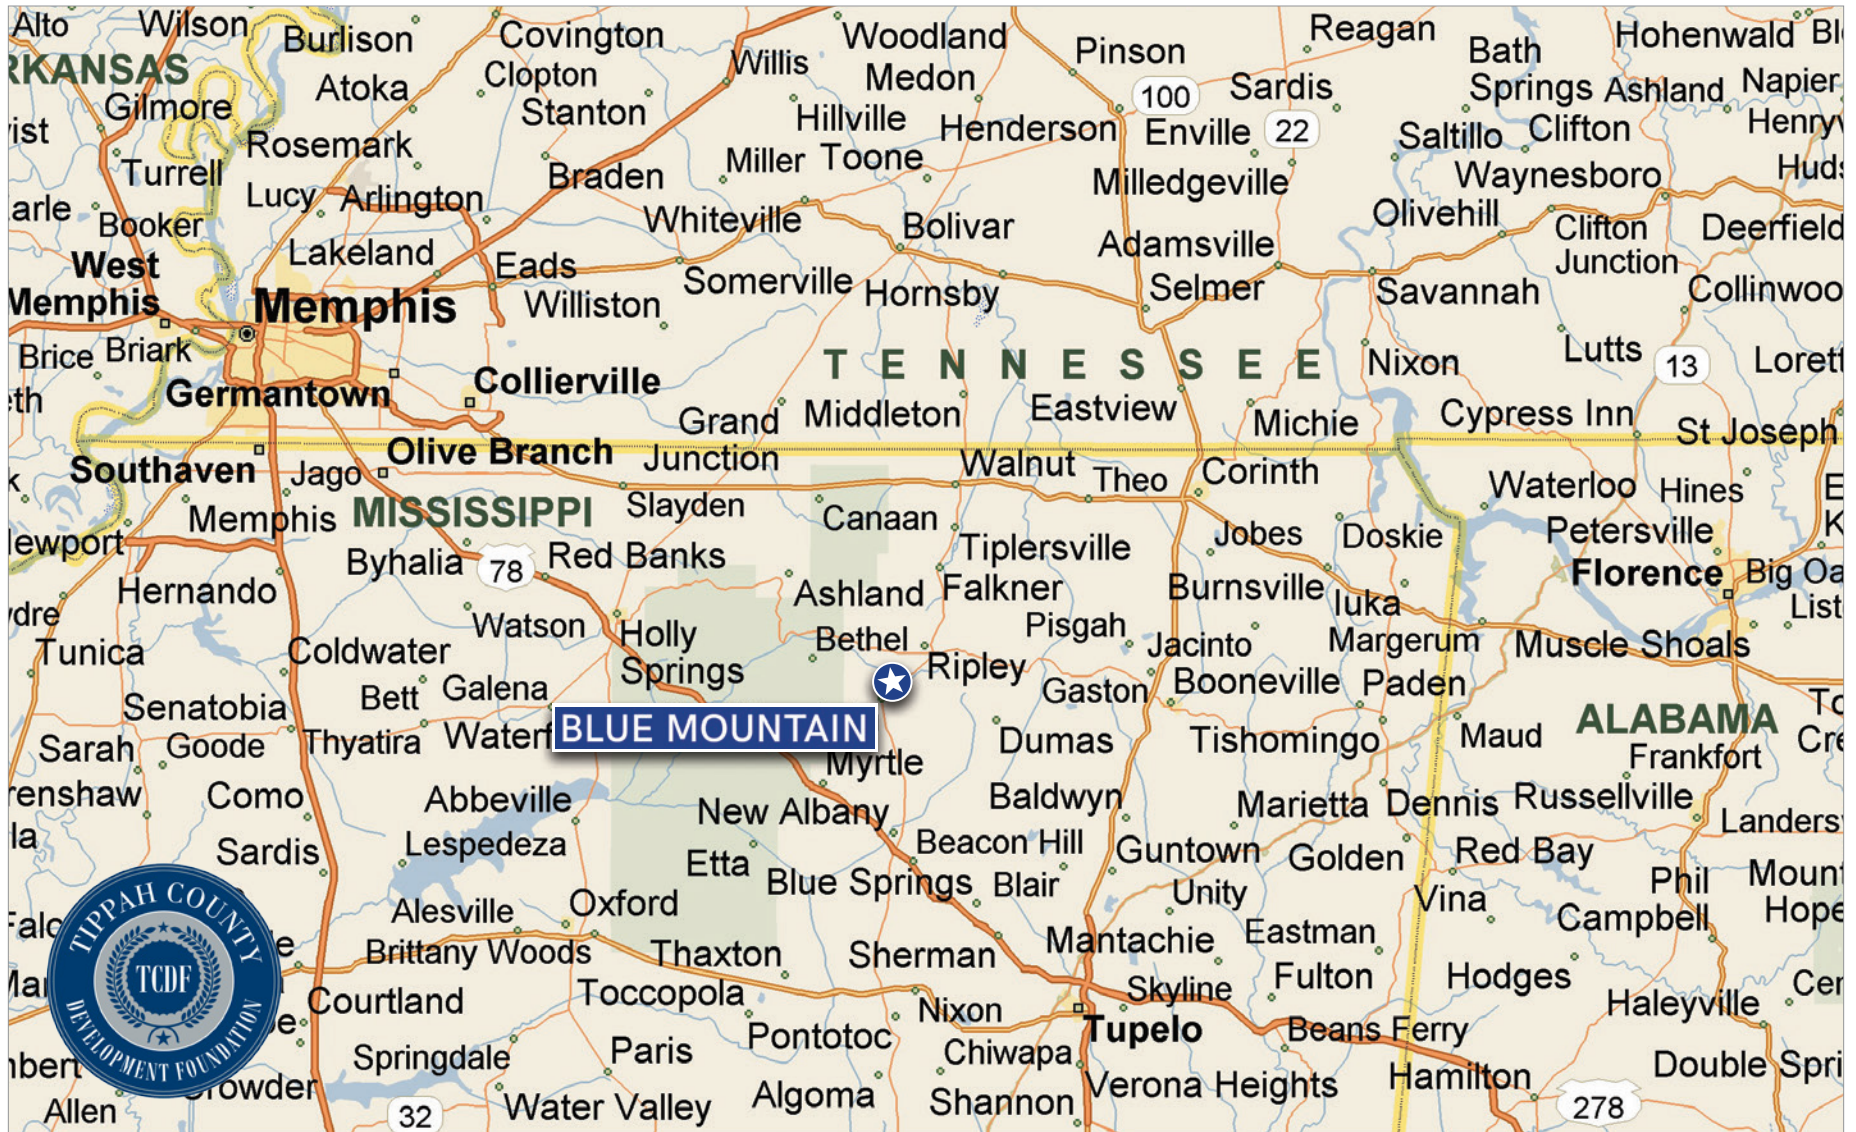 Alto
Wilson
Burlison
Covington
Willis
Woodland
Pinson
Reagan
Bath
Hohenwald
Medon
Springs
Ashland
Napier
Clopton
Atoka
Stanton
Gilmore
100
Sardis
22
Hillville
Henderson
Enville
Saltillo
Clifton
Rosemark
Turrell
Miller
Toone
Braden
Milledgeville
Waynesboro
Lucy
Arlington
Booker
Whiteville
Bolivar
Olivehill
Clifton
Junction
Deerfield
Lakeland
Eads
Adamsville
West
Memphis
Memphis
Somerville
Hornsby
Williston
Selmer
Savannah
Brice
Briark
TENNESSEE
Nixon
Lutts
13
Germantown
Collierville
Grand
Junction
Middleton
Eastview
Michie
Cypress Inn
St Joseph
Southaven
Jago
Olive Branch
Walnut
Theo
Corinth
Waterloo
Hines
MISSISSIPPI
Memphis
Slayden
Canaan
Jobes
Doskie
Petersville
Byhalia
78
Red Banks
Tiplersville
Florence
Hernando
Ashland
Falkner
Burnsville
Iuka
Watson
Holly
Springs
Pisgah
Bethel
Jacinto
Margerum
Muscle Shoals
Tunica
Coldwater
Ripley
Gaston
Booneville
Paden
Bett
Galena
Senatobia
BLUE MOUNTAIN
ALABAMA
Sarah
Goode
Thyatira
Dumas
Tishomingo
Maud
Frankfort
Myrtle
Como
Abbeville
New Albany
Baldwyn
Marietta
Dennis
Russellville
Lespedeza
Sardis
Etta
Beacon Hill
Guntown
Golden
Red Bay
Blue Springs
Blair
Unity
Vina
Phil
Campbell
Mount
Hope
Alesville
Oxford
Brittany Woods
Thaxton
Sherman
Mantachie
Eastman
TIPPAH COUNTY
TCDF
DEVELOPMENT FOUNDATION
Courtland
Toccopola
Nixon
Skyline
Fulton
Hodges
Haleyville
Springdale
Paris
Pontotoc
Chiwapa
Tupelo
Beans Ferry
Allen
32
Water Valley
Algoma
Shannon
Verona Heights
Hamilton
278
Double